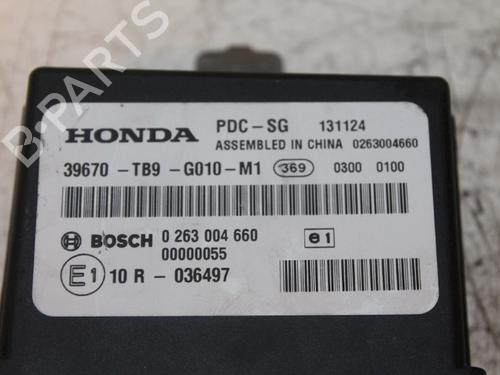 B-PARTS
HONDA PDC-SG 131124
ASSEMBLED IN CHINA 0263004660
39670-TB9-G010-M1 369 0300 0100
BOSCH 0 263 004 660 e1
00000055
E1 10 R - 036497